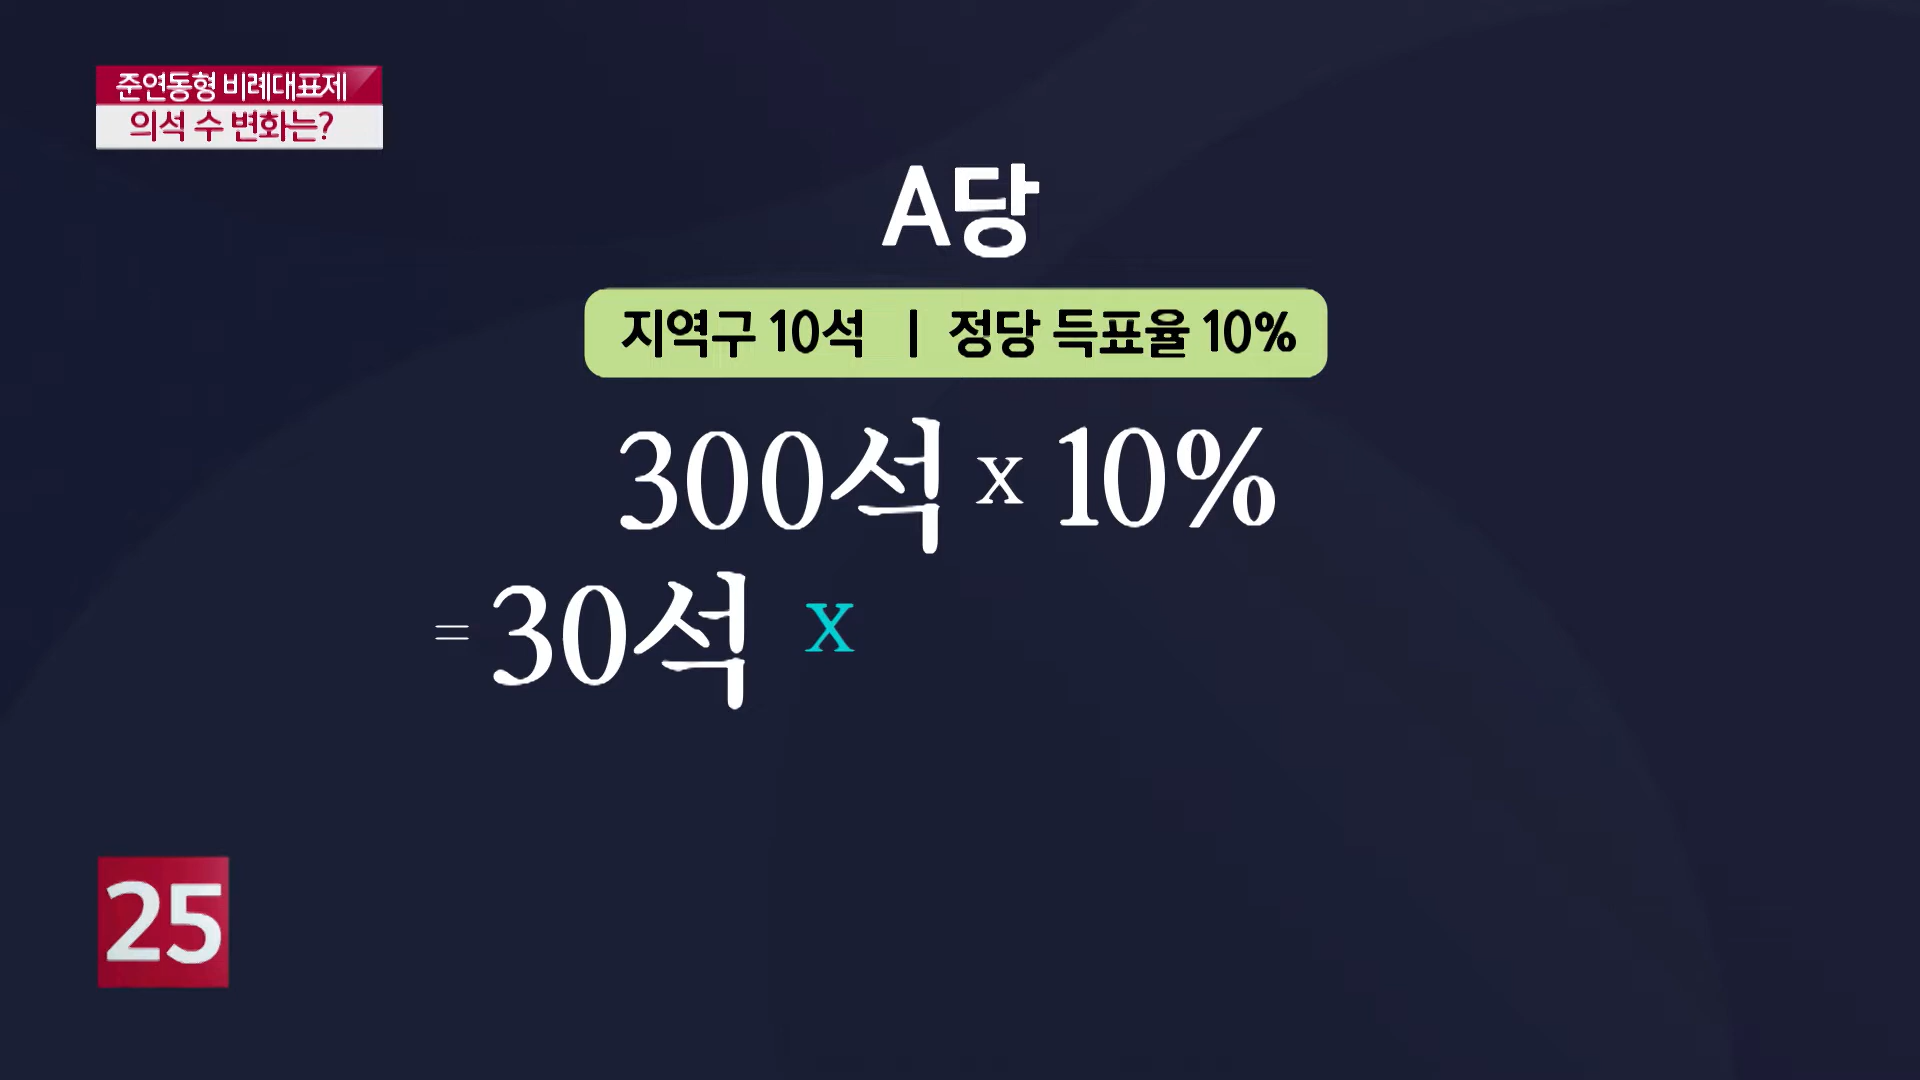 준연동형 비례대표제
의석 수 변화는?
A당
지역구 10석 | 정당 득표율 10%
300석 x 10%
= 30석 x
25